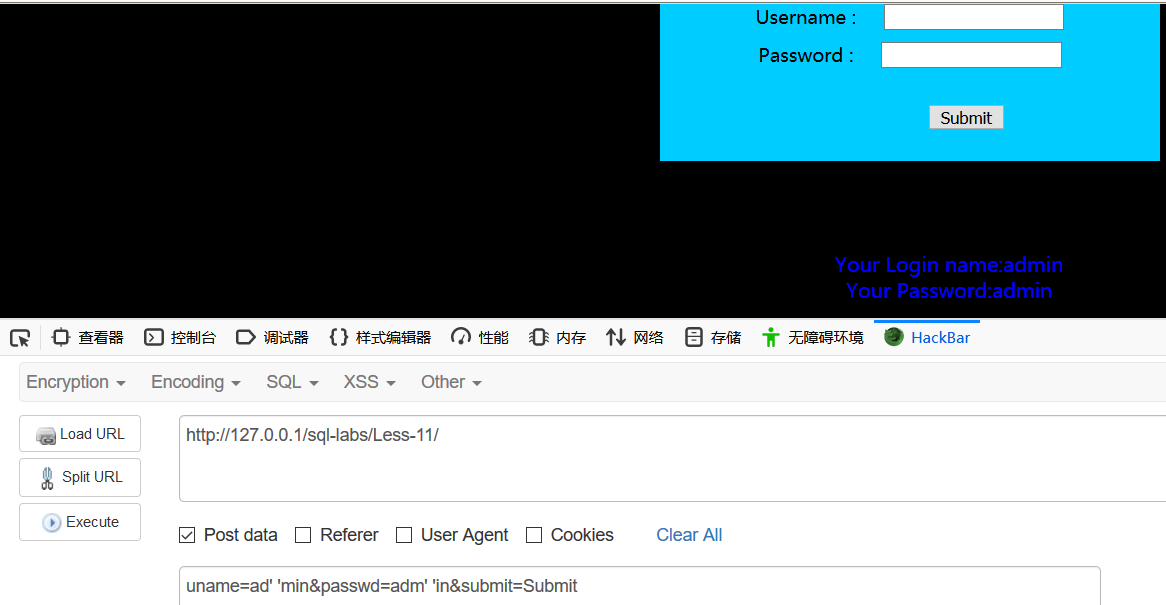 Username :
Password :
Submit
Your Login name:admin
Your Password:admin
查看器 控制台 调试器 样式编辑器 性能 内存 网络 存储 无障碍环境 HackBar
Encryption Encoding SQL XSS Other
Load URL http://127.0.0.1/sql-labs/Less-11/
Split URL
Execute
Post data Referer User Agent Cookies Clear All
uname=ad' 'min&passwd=adm' 'in&submit=Submit